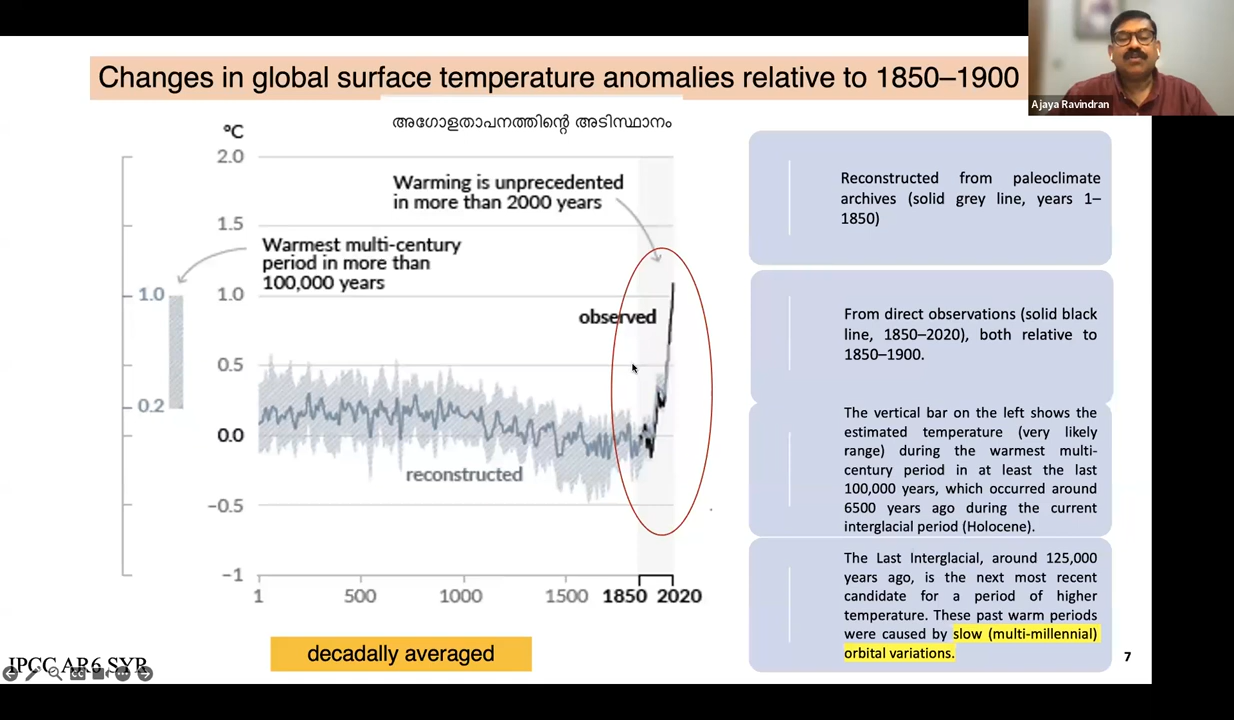 Changes in global surface temperature anomalies relative to 1850–1900
Ajaya Ravindran
അഗോളതാപനത്തിന്റെ അടിസ്ഥാനം
°C
2.0
1.5
1.0
0.5
0.0
−0.5
−1
1.0
0.2
Warming is unprecedented
in more than 2000 years
Warmest multi-century
period in more than
100,000 years
observed
reconstructed
1 500 1000 1500 1850 2020
decadally averaged
IPCC AR6 SYR
Reconstructed from paleoclimate
archives (solid grey line, years 1–
1850)
From direct observations (solid black
line, 1850–2020), both relative to
1850–1900.
The vertical bar on the left shows the
estimated temperature (very likely
range) during the warmest multi-
century period in at least the last
100,000 years, which occurred around
6500 years ago during the current
interglacial period (Holocene).
The Last Interglacial, around 125,000
years ago, is the next most recent
candidate for a period of higher
temperature. These past warm periods
were caused by slow (multi-millennial)
orbital variations.
7